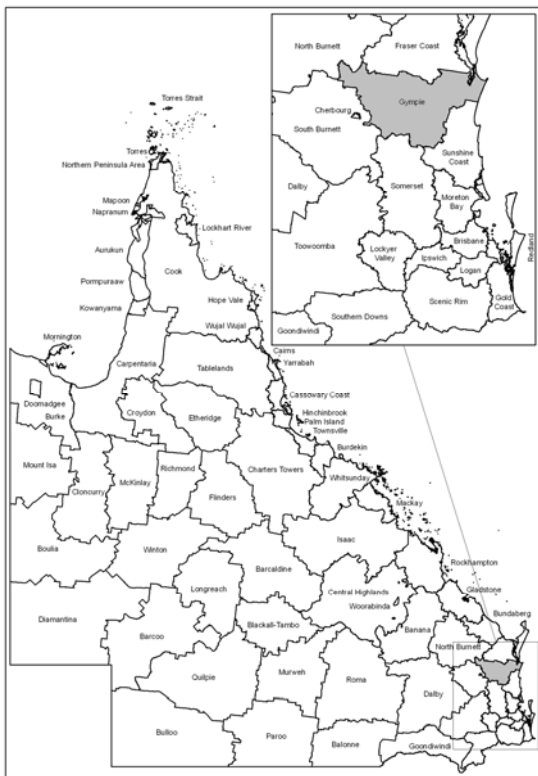 North Burnett
Fraser Coast
Gympie
Cherbourg
South Burnett
Sunshine
Coast
Dalby
Somerset
Moreton
Bay
Toowoomba
Brisbane
Lockyer
Valley
Ipswich
Redland
Logan
Scenic Rim
Gold
Coast
Southern Downs
Goondiwindi
Torres Strait
Torres
Northern Peninsula Area
Mapoon
Napranum
Lockhart River
Aurukun
Cook
Pormpuraaw
Kowanyama
Hope Vale
Wujal Wujal
Mornington
Cairns
Yarrabah
Carpentaria
Tablelands
Doomadgee
Burke
Croydon
Etheridge
Cassowary Coast
Hinchinbrook
Palm Island
Townsville
Burdekin
Mount Isa
Cloncurry
McKinlay
Richmond
Flinders
Charters Towers
Whitsunday
Mackay
Boulia
Winton
Isaac
Barcaldine
Rockhampton
Longreach
Central Highlands
Woorabinda
Gladstone
Diamantina
Barcoo
Blackall-Tambo
Banana
Bundaberg
North Burnett
Quilpie
Murweh
Roma
Dalby
Bulloo
Paroo
Balonne
Goondiwindi